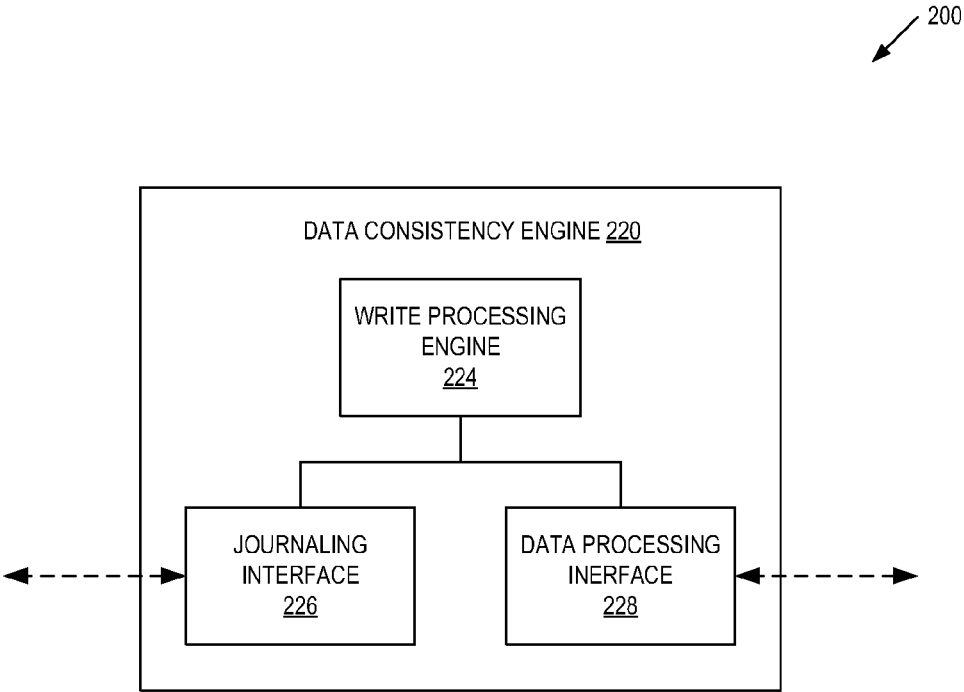 200
DATA CONSISTENCY ENGINE 220
WRITE PROCESSING
ENGINE
224
JOURNALING
INTERFACE
226
DATA PROCESSING
INERFACE
228